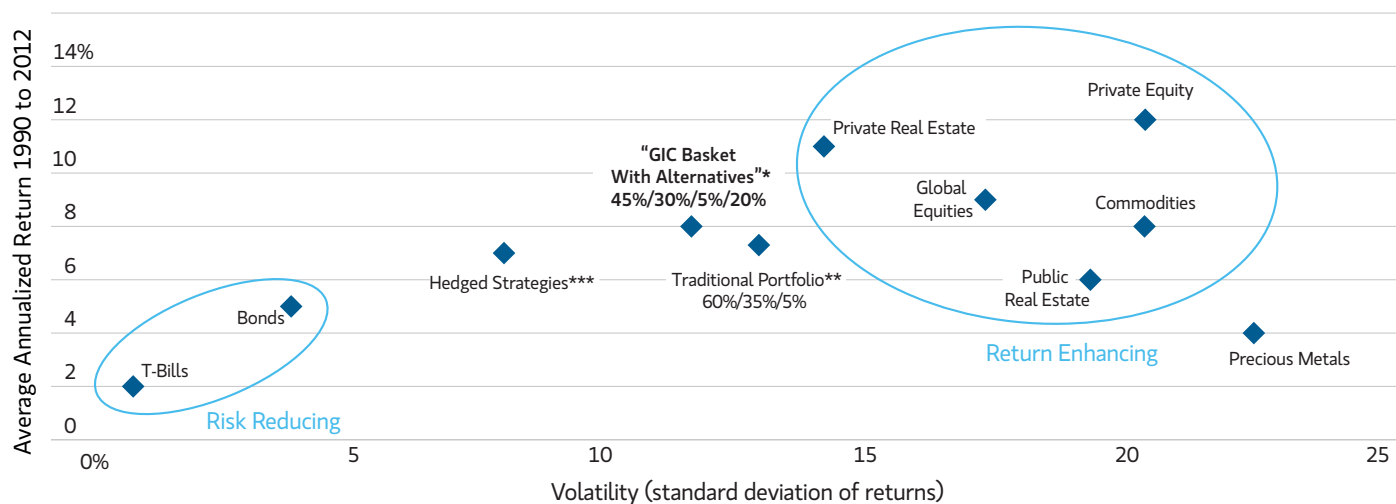 Average Annualized Return 1990 to 2012
14%
12
10
8
6
4
2
0
Private Equity
Private Real Estate
“GIC Basket
With Alternatives”*
45%/30%/5%/20%
Global
Equities
Commodities
Hedged Strategies***
Traditional Portfolio**
60%/35%/5%
Public
Real Estate
Bonds
Return Enhancing
Precious Metals
T-Bills
Risk Reducing
0%
5
10
15
20
25
Volatility (standard deviation of returns)